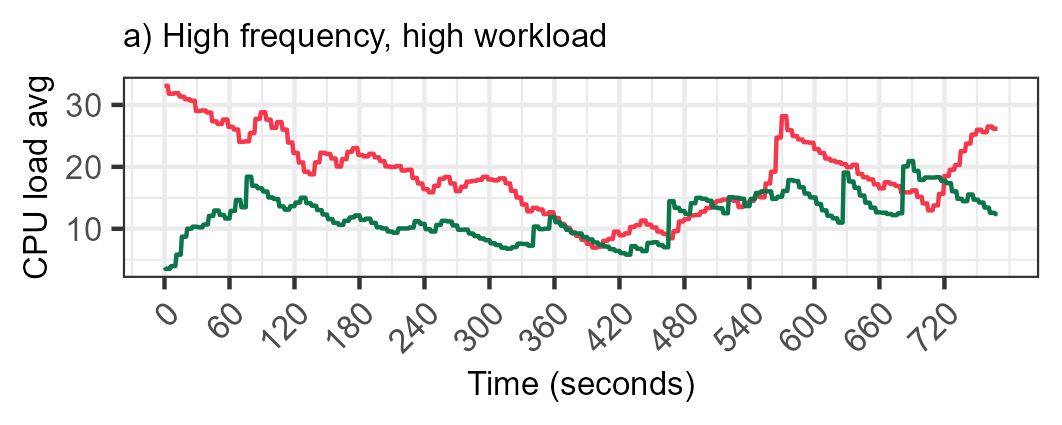 a) High frequency, high workload
CPU load avg
30
20
10
0 60 120 180 240 300 360 420 480 540 600 660 720
Time (seconds)